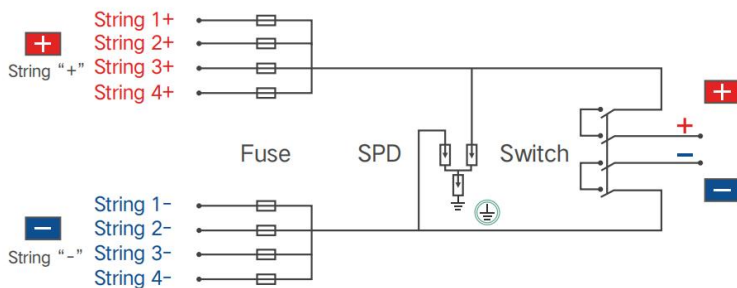 String 1+
String 2+
+
String "+"
String 3+
String 4+
+
+
Fuse
SPD
Switch
−
−
String 1−
String 2−
−
String "−"
String 3−
String 4−